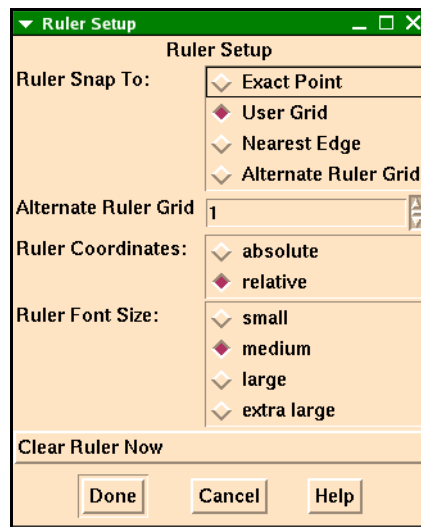 Ruler Setup
Ruler Setup
Ruler Snap To:
Exact Point
User Grid
Nearest Edge
Alternate Ruler Grid
Alternate Ruler Grid 1
Ruler Coordinates:
absolute
relative
Ruler Font Size:
small
medium
large
extra large
Clear Ruler Now
Done Cancel Help